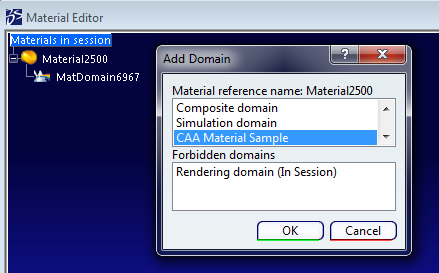 Material Editor
Materials in session
Material2500
MatDomain6967
Add Domain
Material reference name: Material2500
Composite domain
Simulation domain
CAA Material Sample
Forbidden domains
Rendering domain (In Session)
OK
Cancel